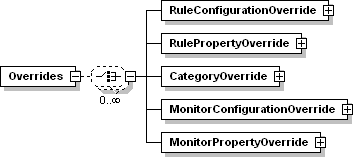 RuleConfigurationOverride
RulePropertyOverride
Overrides
CategoryOverride
0..∞
MonitorConfigurationOverride
MonitorPropertyOverride